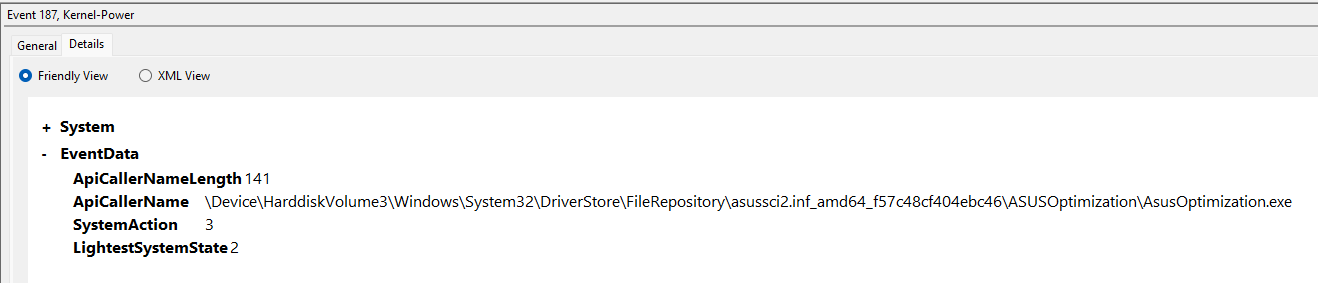 Event 187, Kernel-Power
General Details
Friendly View XML View
+ System
- EventData
ApiCallerNameLength 141
ApiCallerName \Device\HarddiskVolume3\Windows\System32\DriverStore\FileRepository\asussci2.inf_amd64_f57c48cf404ebc46\ASUSOptimization\AsusOptimization.exe
SystemAction 3
LightestSystemState 2